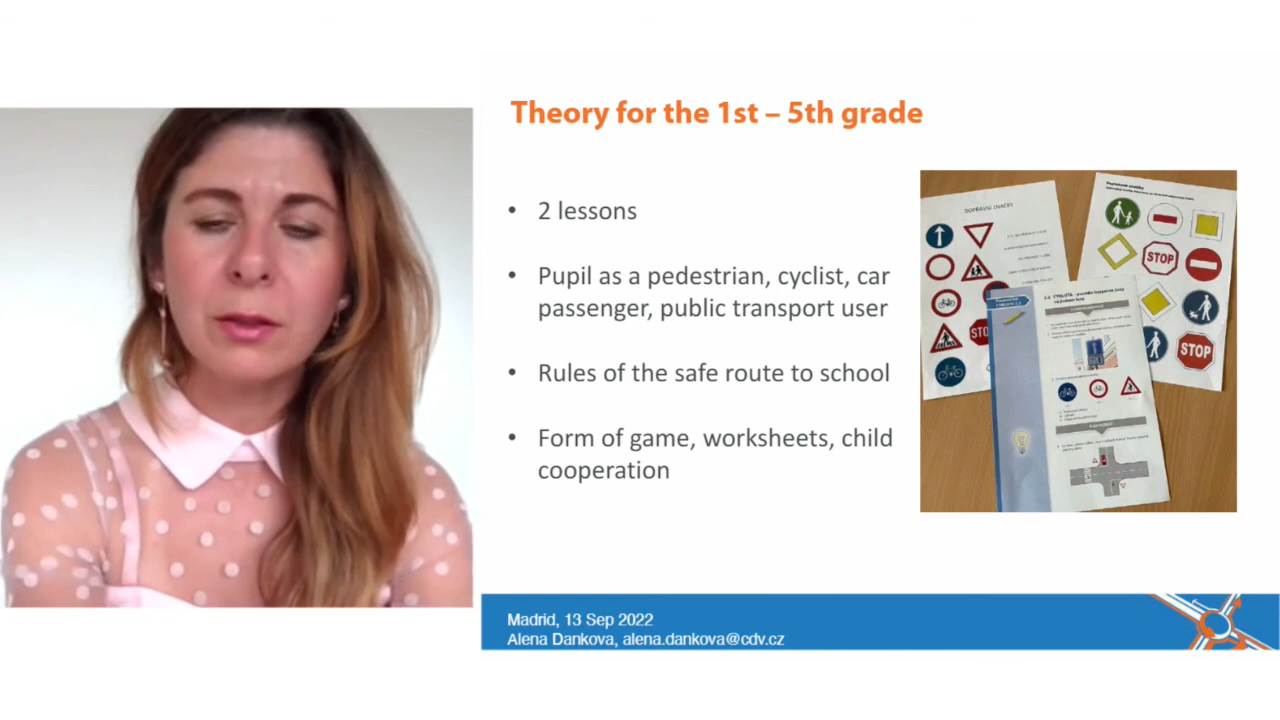 Theory for the 1st – 5th grade
• 2 lessons
• Pupil as a pedestrian, cyclist, car
passenger, public transport user
• Rules of the safe route to school
• Form of game, worksheets, child
cooperation
DOPRAVNÍ ZNAČKY
STOP
STOP
STOP
Madrid, 13 Sep 2022
Alena Dankova, alena.dankova@cdv.cz